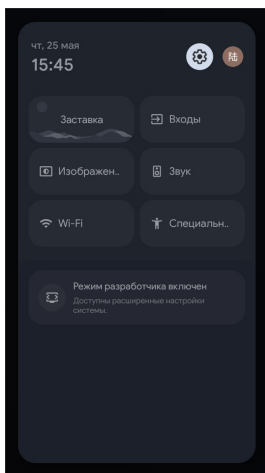 чт, 25 мая
15:45
陆
Заставка
Входы
Изображен..
Звук
Wi-Fi
Специальн..
Режим разработчика включен
Доступны расширенные настройки
системы.